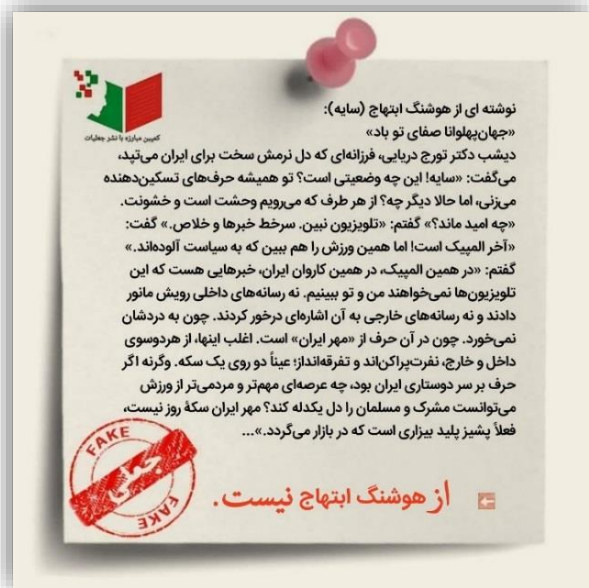 کمپین مبارزه با نشر جعلیات
نوشته ای از هوشنگ ابتهاج (سایه):
«جهان‌پهلوانا صفای تو باد»
دیشب دکتر تورج دریایی، فرزانه‌ای که دل نرمش سخت برای ایران می‌تپد،
می‌گفت: «سایه! این چه وضعیتی است؟ تو همیشه حرف‌های تسکین‌دهنده
می‌زنی، اما حالا دیگر چه؟ از هر طرف که می‌رویم وحشت است و خشونت.
«چه امید ماند؟» گفتم: «تلویزیون نبین. سرخط خبرها و خلاص.» گفت:
«آخر المپیک است! اما همین ورزش را هم ببین که به سیاست آلوده‌اند.»
گفتم: «در همین المپیک، در همین کاروان ایران، خبرهایی هست که این
تلویزیون‌ها نمی‌خواهند من و تو ببینیم. نه رسانه‌های داخلی رویش مانور
دادند و نه رسانه‌های خارجی به آن اشاره‌ای درخور کردند. چون به دردشان
نمی‌خورد. چون در آن حرف از «مهر ایران» است. اغلب اینها، از هردوسوی
داخل و خارج، نفرت‌پراکن‌اند و تفرقه‌انداز؛ عیناً دو روی یک سکه. وگرنه اگر
حرف بر سر دوستاری ایران بود، چه عرصه‌ای مهم‌تر و مردمی‌تر از ورزش
می‌توانست مشرک و مسلمان را دل یکدله کند؟ مهر ایران سکهٔ روز نیست،
فعلاً پشیز پلید بیزاری است که در بازار می‌گردد.»...
FAKE
جعلی
FAKE
از هوشنگ ابتهاج نیست.